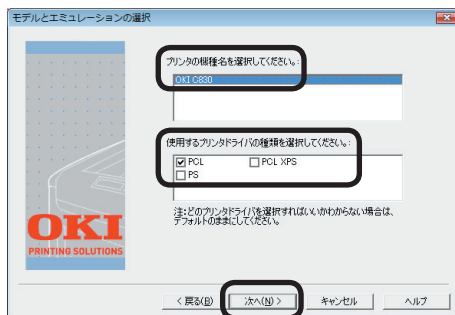 モデルとエミュレーションの選択
プリンタの機種名を選択してください。:
OKI C830
使用するプリンタドライバの種類を選択してください。:
PCL
PCL XPS
PS
注:どのプリンタドライバを選択すればいいかわからない場合は、
デフォルトのままにしてください。
OKI
PRINTING SOLUTIONS
< 戻る(B)
次へ(N) >
キャンセル
ヘルプ